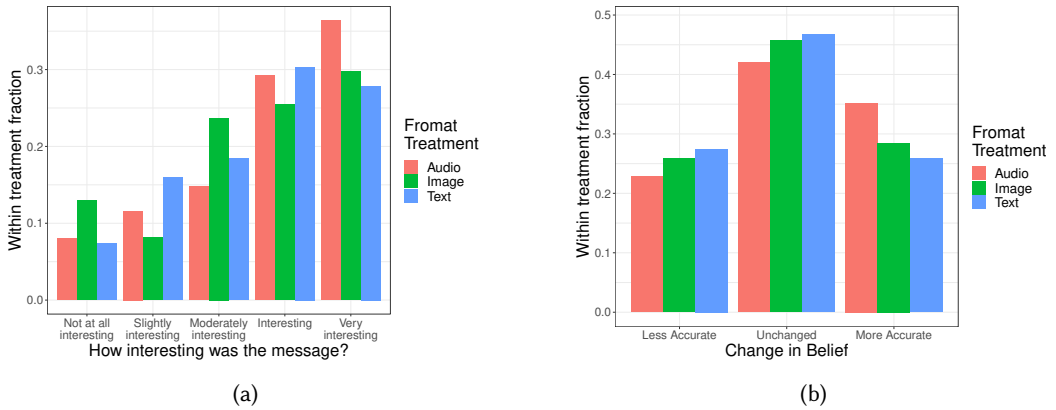 Within treatment fraction
0.3
0.2
0.1
0.0
Not at all
interesting
Slightly
interesting
Moderately
interesting
Interesting
Very
interesting
How interesting was the message?
Fromat
Treatment
Audio
Image
Text
(a)
Within treatment fraction
0.5
0.4
0.3
0.2
0.1
0.0
Less Accurate
Unchanged
More Accurate
Change in Belief
Fromat
Treatment
Audio
Image
Text
(b)